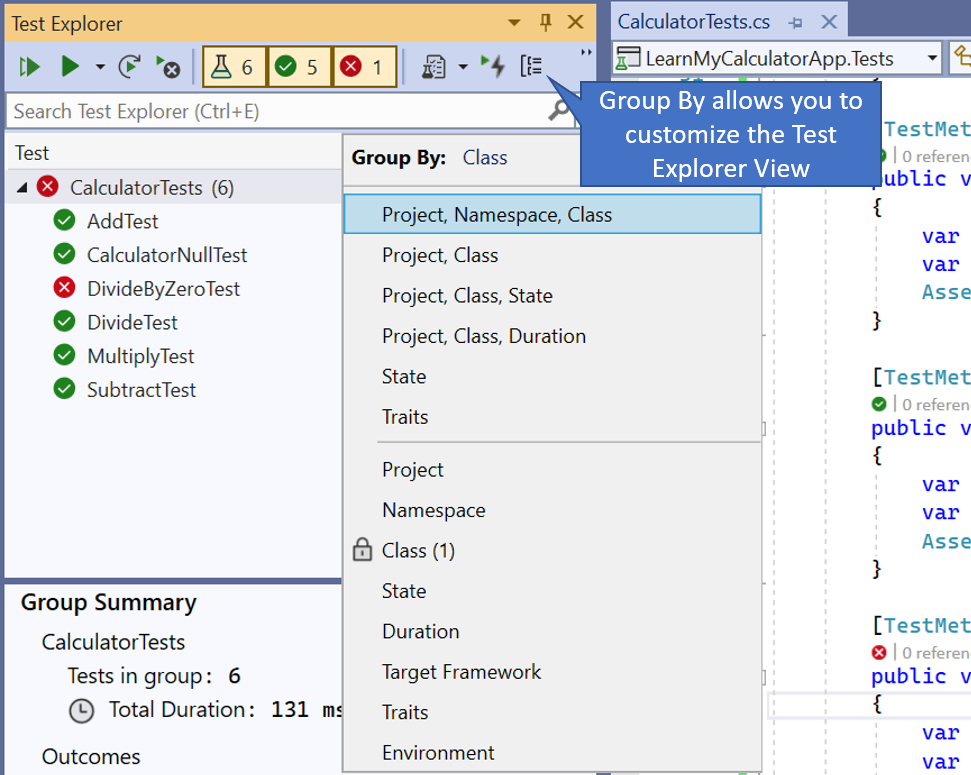 Test Explorer
6
5
1
Search Test Explorer (Ctrl+E)
Test
CalculatorTests (6)
AddTest
CalculatorNullTest
DivideByZeroTest
DivideTest
MultiplyTest
SubtractTest
Group Summary
CalculatorTests
Tests in group: 6
Total Duration: 131 ms
Outcomes
Group By: Class
Project, Namespace, Class
Project, Class
Project, Class, State
Project, Class, Duration
State
Traits
Project
Namespace
Class (1)
State
Duration
Target Framework
Traits
Environment
Group By allows you to
customize the Test
Explorer View
CalculatorTests.cs
LearnMyCalculatorApp.Tests
{
TestMet
0 referen
public v
{
var
var
Asse
}
[TestMet
0 referen
public v
{
var
var
Asse
}
[TestMet
0 referen
public v
{
var
var